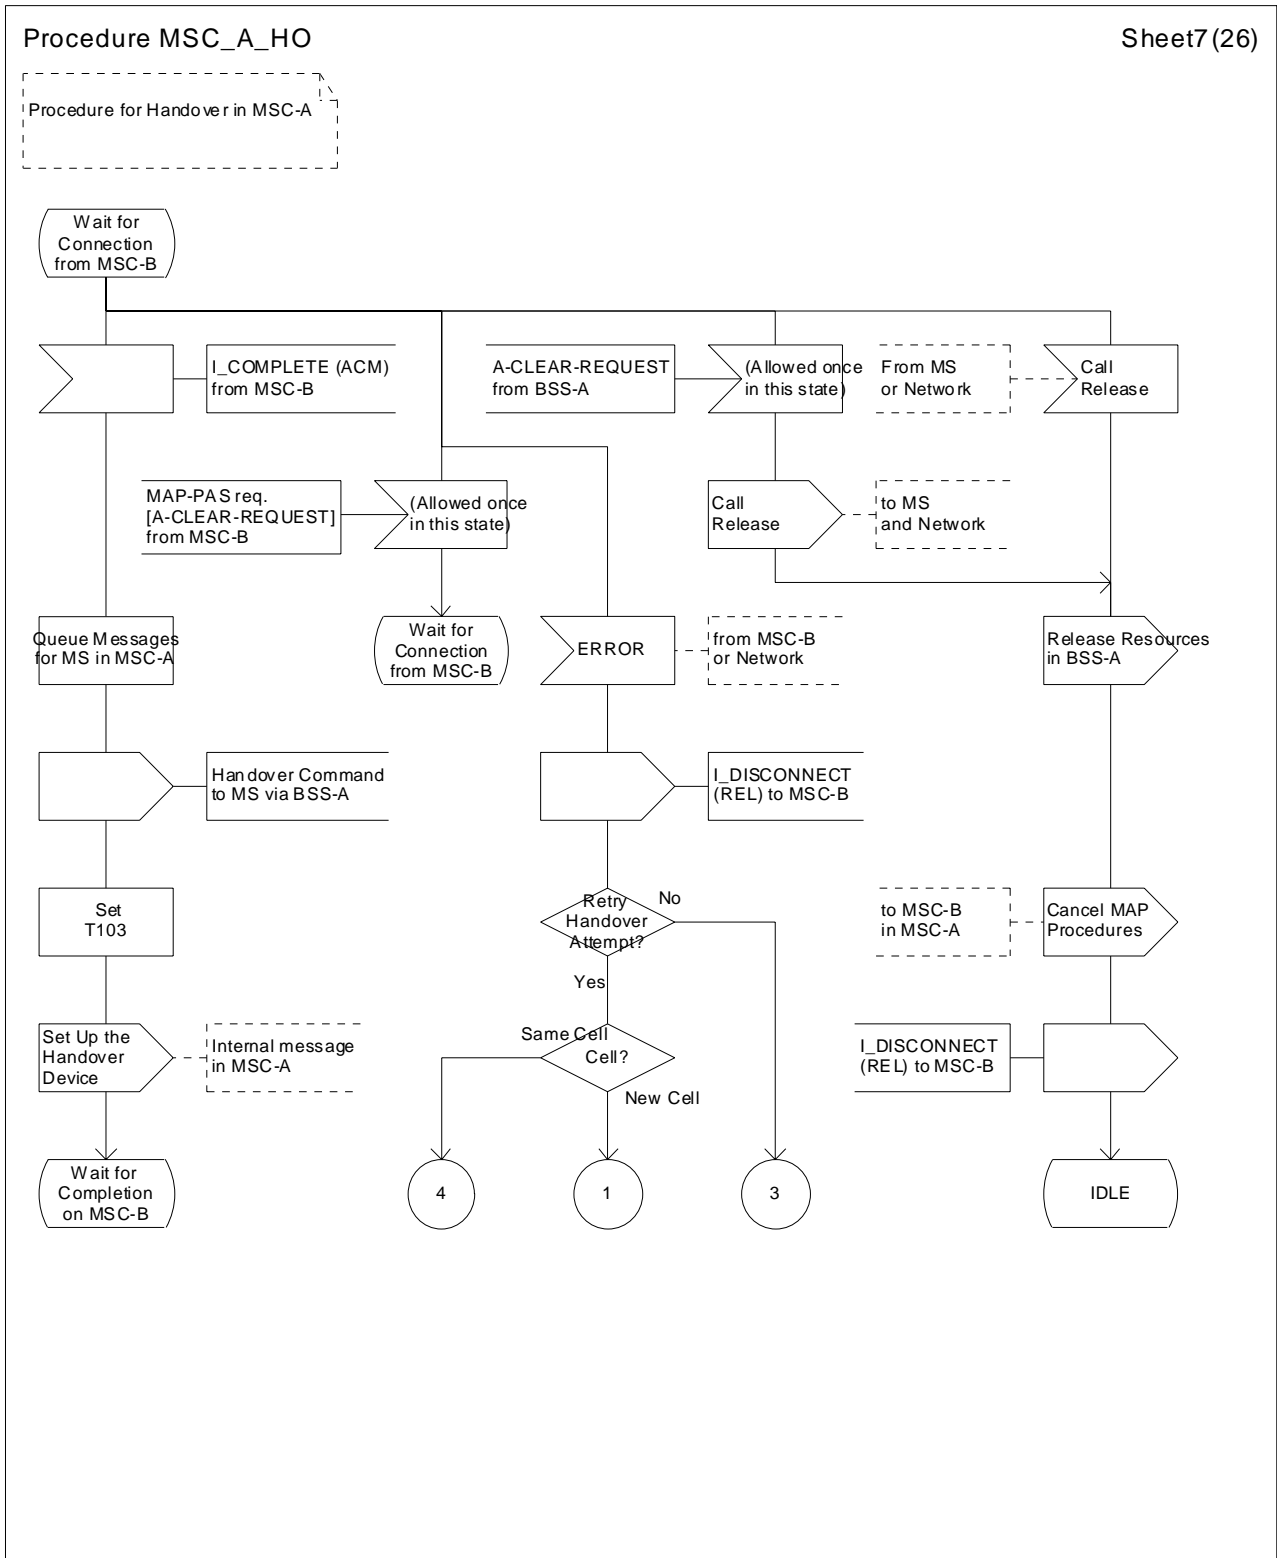 Procedure MSC_A_HO
Sheet7(26)
Procedure for Handover in MSC-A
Wait for
Connection
from MSC-B
I_COMPLETE (ACM)
from MSC-B
A-CLEAR-REQUEST
from BSS-A
(Allowed once
in this state)
From MS
or Network
Call
Release
MAP-PAS req.
[A-CLEAR-REQUEST]
from MSC-B
(Allowed once
in this state)
Call
Release
to MS
and Network
Queue Messages
for MS in MSC-A
Wait for
Connection
from MSC-B
ERROR
from MSC-B
or Network
Release Resources
in BSS-A
Handover Command
to MS via BSS-A
I_DISCONNECT
(REL) to MSC-B
Set
T103
Retry
Handover
Attempt?
No
Yes
to MSC-B
in MSC-A
Cancel MAP
Procedures
Set Up the
Handover
Device
Internal message
in MSC-A
Same Cell
Cell?
New Cell
I_DISCONNECT
(REL) to MSC-B
Wait for
Completion
on MSC-B
4
1
3
IDLE